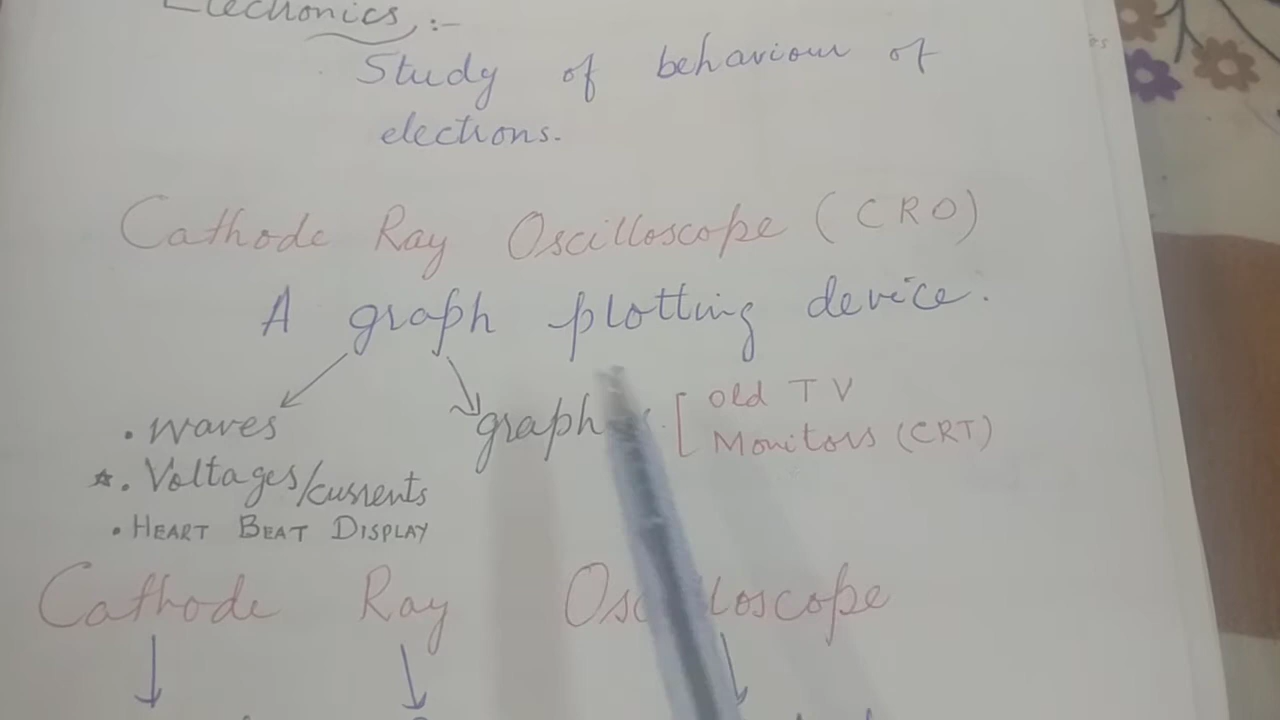 Electronics :-
Study of behaviour of
electrons.
Cathode Ray Oscilloscope (CRO)
A graph plotting device.
• waves
graph
[ Old TV
Monitors (CRT)
* • Voltages/currents
• HEART BEAT DISPLAY
Cathode Ray Oscilloscope